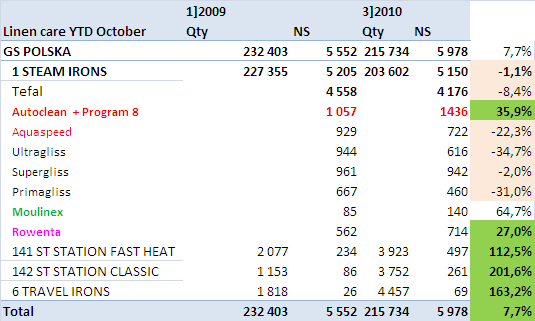 1]2009 3]2010
Linen care YTD October Qty NS Qty NS
GS POLSKA 232 403 5 552 215 734 5 978 7,7%
1 STEAM IRONS 227 355 5 205 203 602 5 150 -1,1%
Tefal 4 558 4 176 -8,4%
Autoclean + Program 8 1 057 1436 35,9%
Aquaspeed 929 722 -22,3%
Ultragliss 944 616 -34,7%
Supergliss 961 942 -2,0%
Primagliss 667 460 -31,0%
Moulinex 85 140 64,7%
Rowenta 562 714 27,0%
141 ST STATION FAST HEAT 2 077 234 3 923 497 112,5%
142 ST STATION CLASSIC 1 153 86 3 752 261 201,6%
6 TRAVEL IRONS 1 818 26 4 457 69 163,2%
Total 232 403 5 552 215 734 5 978 7,7%